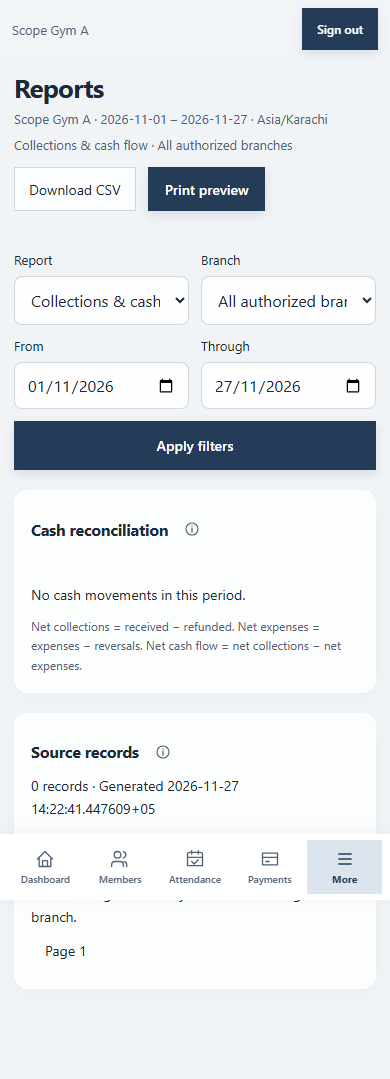 Scope Gym A
Sign out
Reports
Scope Gym A · 2026-11-01 – 2026-11-27 · Asia/Karachi
Collections & cash flow · All authorized branches
Download CSV
Print preview
Report
Branch
Collections & cash
All authorized brar
From
Through
01/11/2026
27/11/2026
Apply filters
Cash reconciliation
No cash movements in this period.
Net collections = received − refunded. Net expenses =
expenses − reversals. Net cash flow = net collections − net
expenses.
Source records
0 records · Generated 2026-11-27
14:22:41.447609+05
Dashboard
Members
Attendance
Payments
More
branch.
Page 1